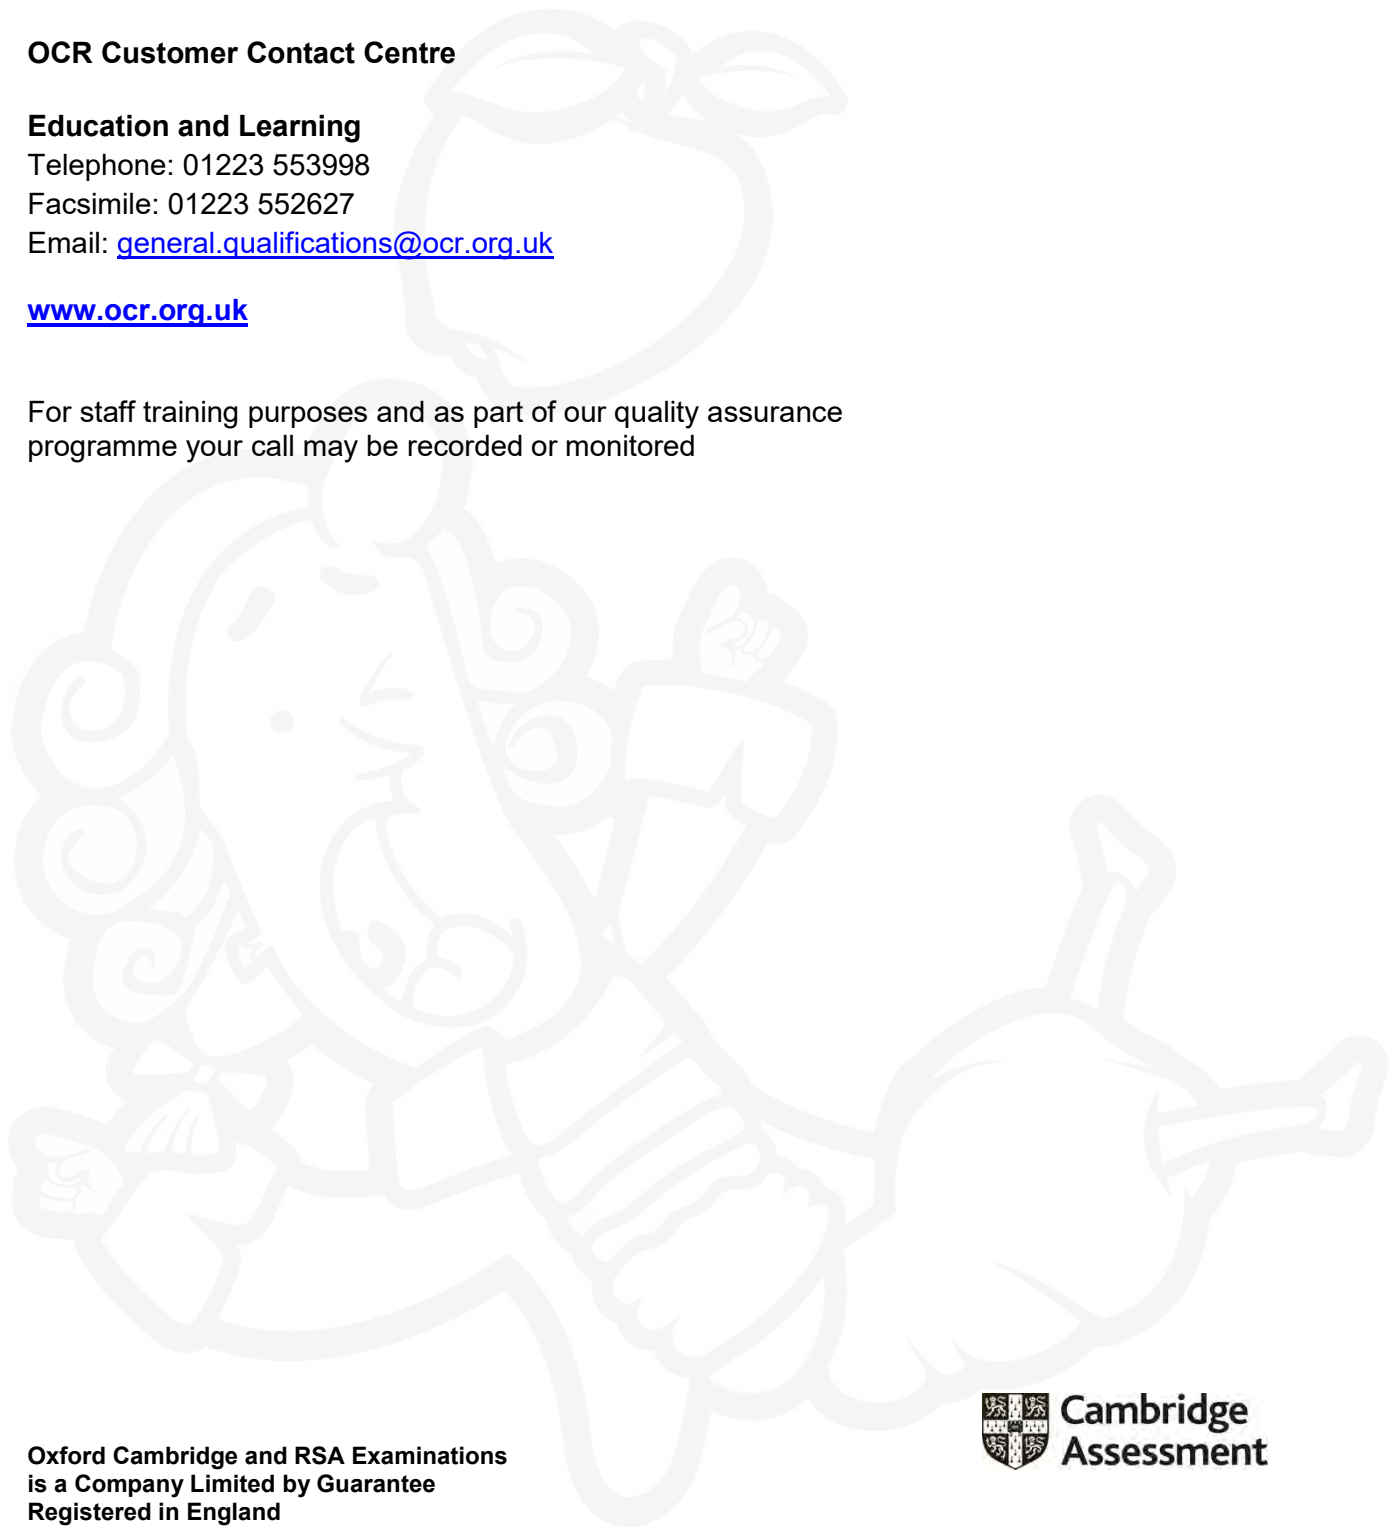 OCR Customer Contact Centre
Education and Learning
Telephone: 01223 553998
Facsimile: 01223 552627
Email: general.qualifications@ocr.org.uk
www.ocr.org.uk
For staff training purposes and as part of our quality assurance
programme your call may be recorded or monitored
Oxford Cambridge and RSA Examinations
is a Company Limited by Guarantee
Registered in England
Cambridge
Assessment